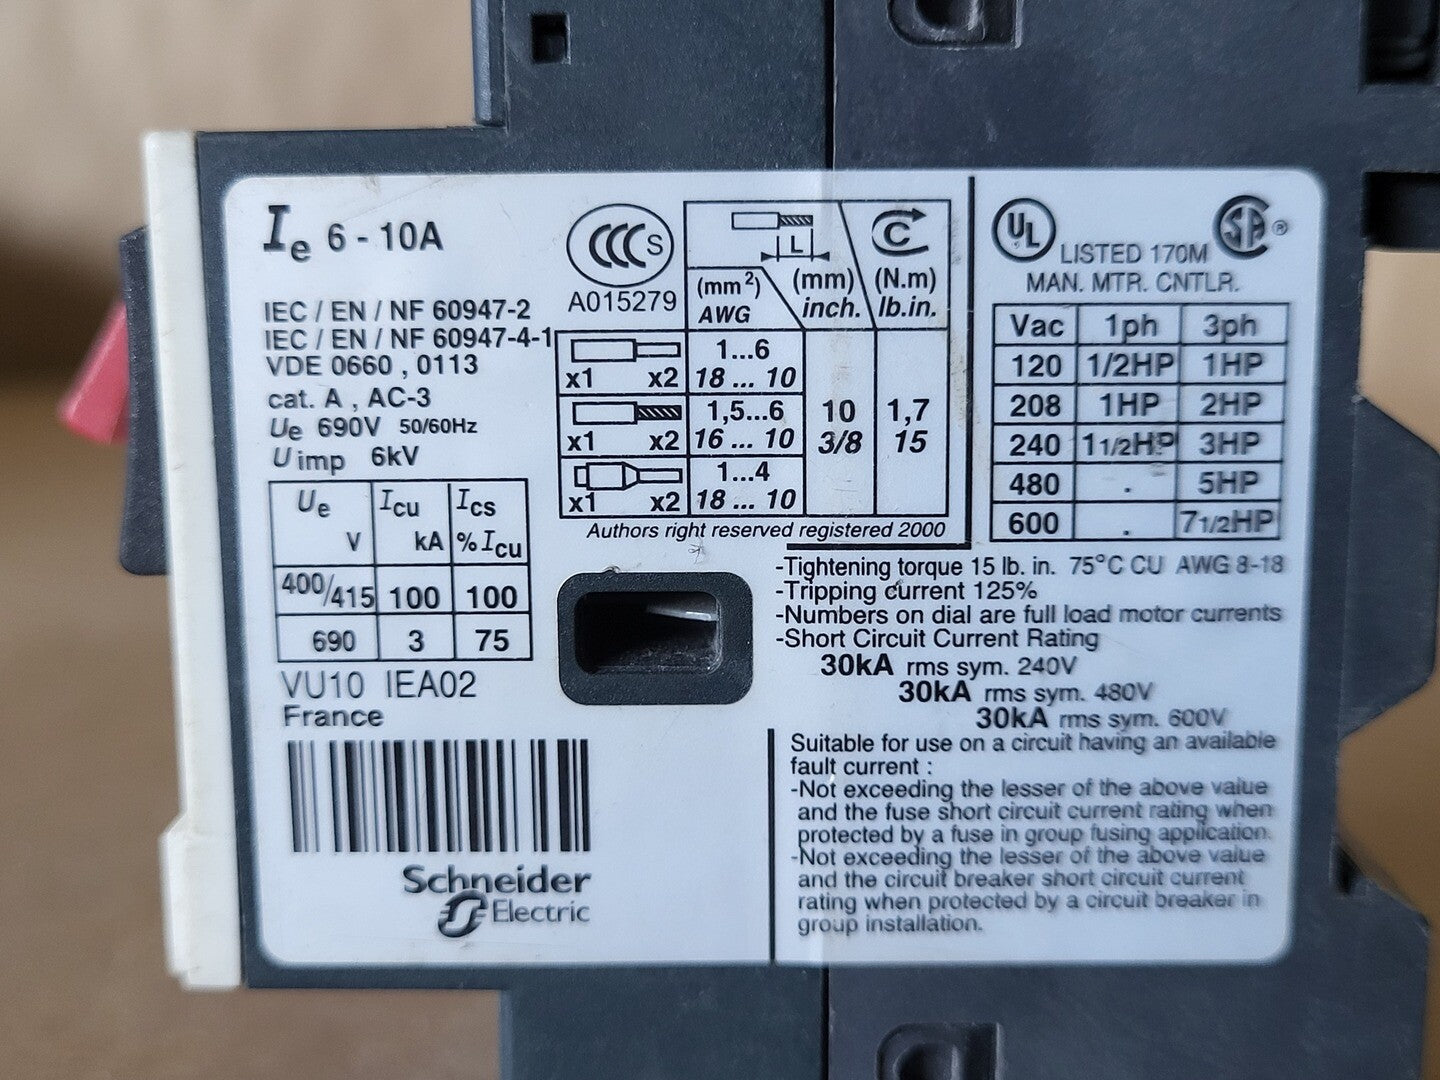 Ie 6 - 10A
IEC / EN / NF 60947-2
IEC / EN / NF 60947-4-1
VDE 0660 , 0113
cat. A , AC-3
Ue 690V 50/60Hz
Uimp 6kV
Ue V Icu kA Ics % Icu
400/415 100 100
690 3 75
VU10 IEA02
France
Schneider
Electric
CCC S
A015279
L
C
(mm²) (mm) (N.m)
AWG inch. lb.in.
x1 x2 1...6
18 ... 10
x1 x2 1,5...6 10 1,7
16 ... 10 3/8 15
x1 x2 1...4
18 ... 10
Authors right reserved registered 2000
UL SA ®
LISTED 170M
MAN. MTR. CNTLR.
Vac 1ph 3ph
120 1/2HP 1HP
208 1HP 2HP
240 1 1/2HP 3HP
480 . 5HP
600 . 7 1/2HP
-Tightening torque 15 lb. in. 75°C CU AWG 8-18
-Tripping current 125%
-Numbers on dial are full load motor currents
-Short Circuit Current Rating
30kA rms sym. 240V
30kA rms sym. 480V
30kA rms sym. 600V
Suitable for use on a circuit having an available
fault current :
-Not exceeding the lesser of the above value
and the fuse short circuit current rating when
protected by a fuse in group fusing application.
-Not exceeding the lesser of the above value
and the circuit breaker short circuit current
rating when protected by a circuit breaker in
group installation.